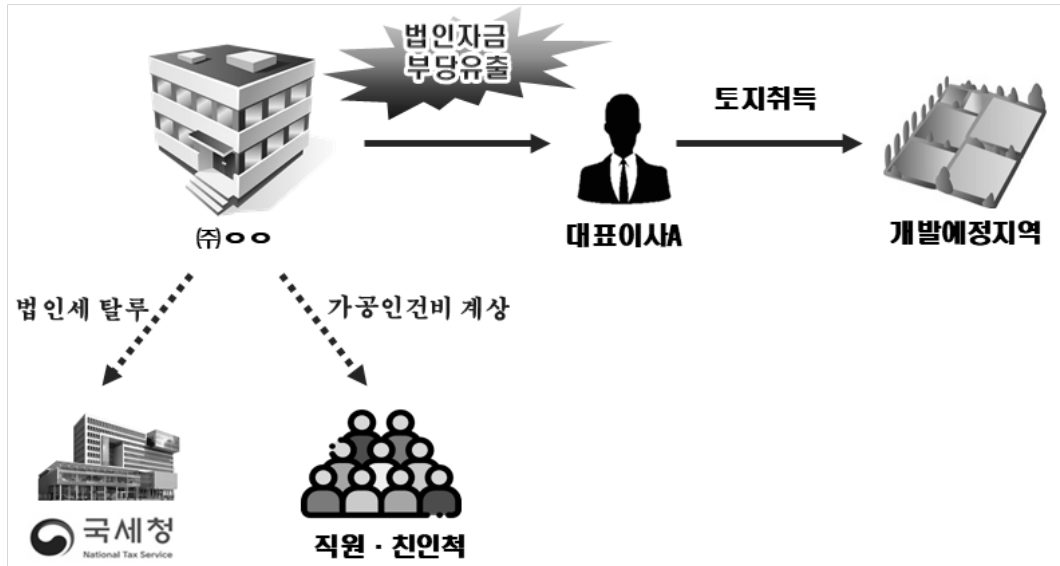 법인자금
부당유출
토지취득
㈜ㅇㅇ
대표이사A
개발예정지역
법인세 탈루
가공인건비 계상
국세청
National Tax Service
직원 · 친인척